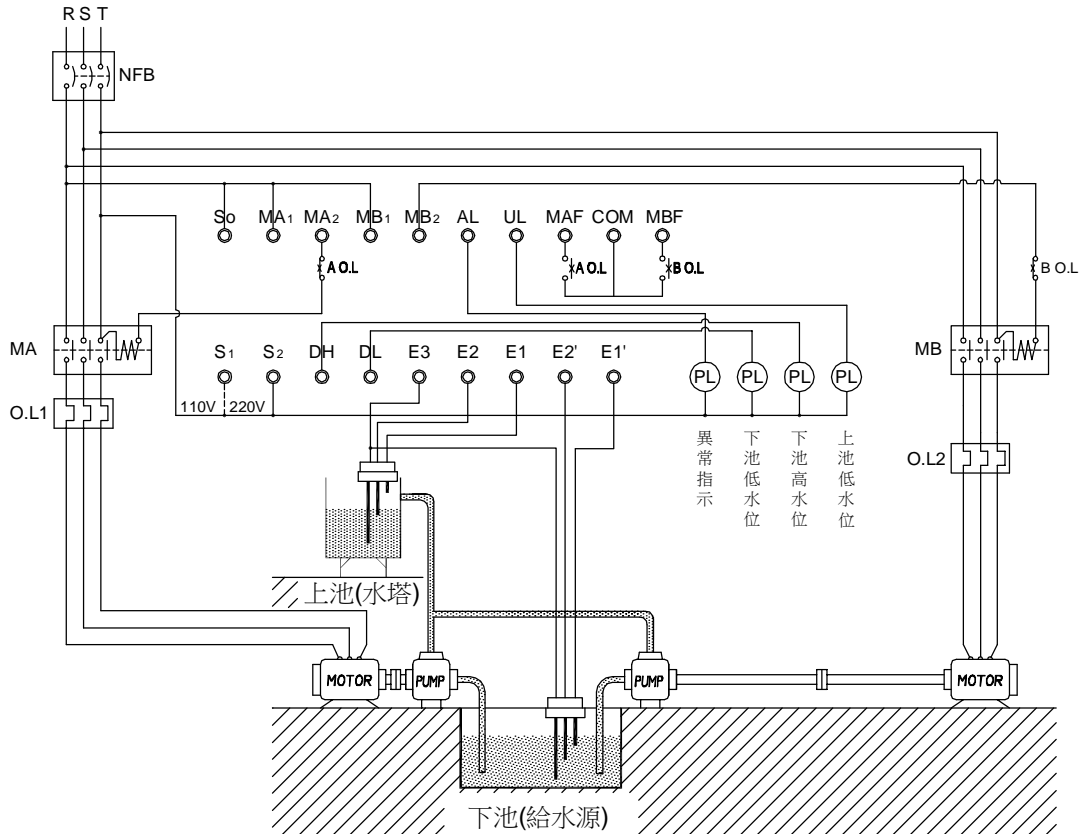 R S T
NFB
So MA1 MA2 MB1 MB2 AL UL MAF COM MBF
A O.L
A O.L
B O.L
B O.L
MA
MB
S1 S2 DH DL E3 E2 E1 E2' E1'
PL PL PL PL
110V 220V
O.L1
O.L2
異常指示
下池低水位
下池高水位
上池低水位
上池(水塔)
MOTOR
PUMP
PUMP
MOTOR
下池(給水源)